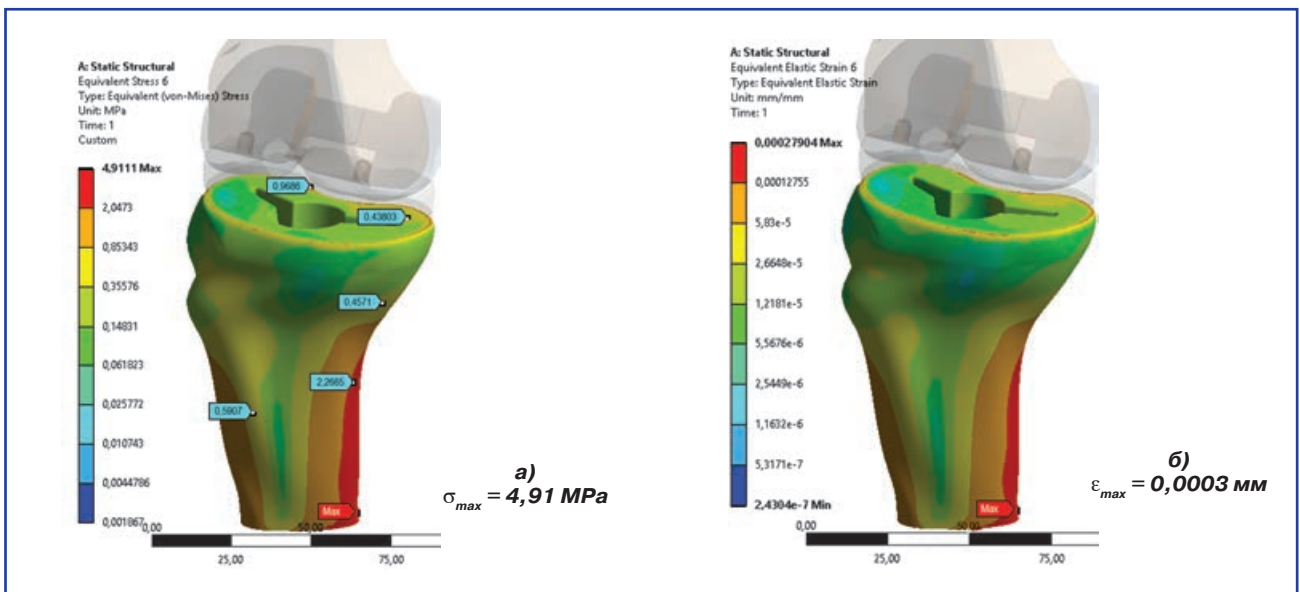 A: Static Structural
Equivalent Stress 6
Type: Equivalent (von-Mises) Stress
Unit: MPa
Time: 1
Custom
4,9111 Max
2,0473
0,85343
0,35576
0,14831
0,061823
0,025772
0,010743
0,0044786
0,001867
0,9686
0,43803
0,4571
2,2665
0,5907
Max
0,00
50,00
25,00
75,00
а)
σmax = 4,91 MPa
A: Static Structural
Equivalent Elastic Strain 6
Type: Equivalent Elastic Strain
Unit: mm/mm
Time: 1
0,00027904 Max
0,00012755
5,83e-5
2,6648e-5
1,2181e-5
5,5676e-6
2,5449e-6
1,1632e-6
5,3171e-7
2,4304e-7 Min
Max
0,00
50,00
25,00
75,00
б)
εmax = 0,0003 мм